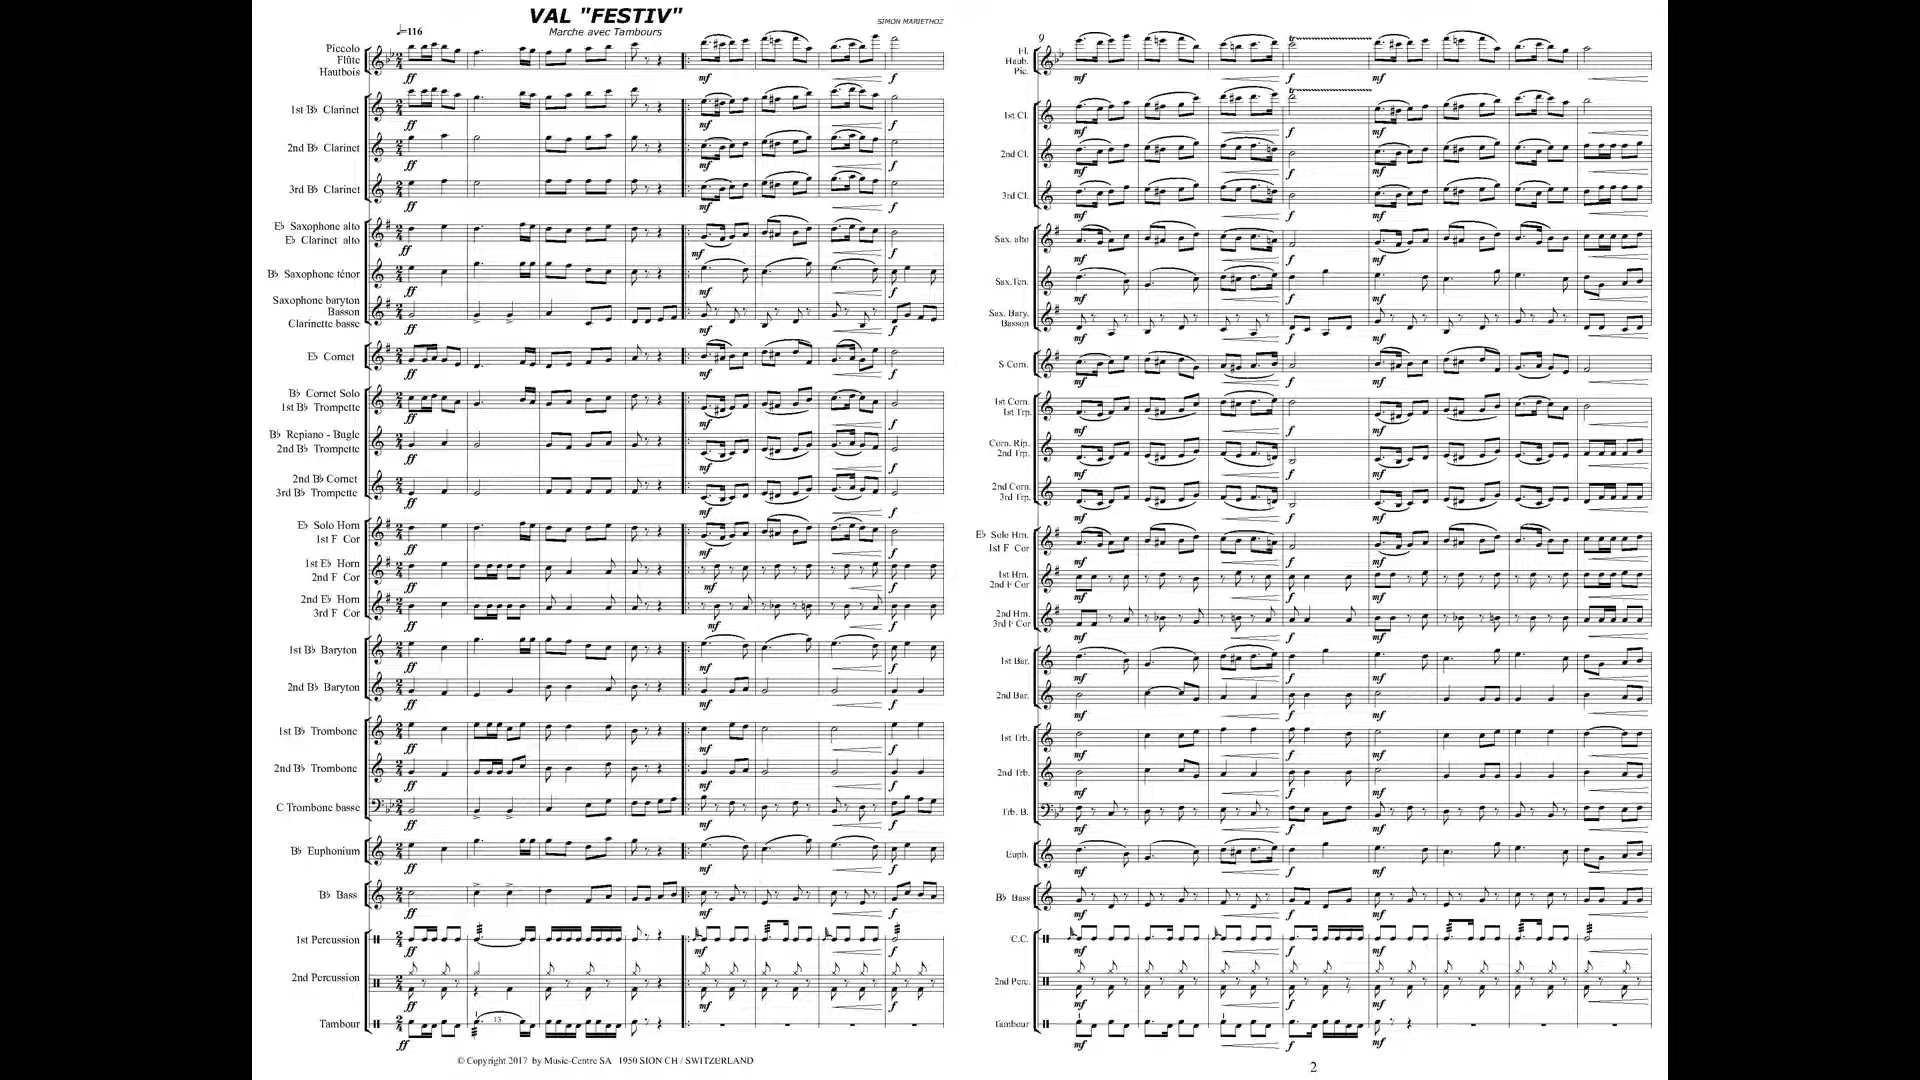 VAL "FESTIV"
Marche avec Tambours
SIMON MARIETHOZ
♩=116
Piccolo
Flûte
Hautbois
ff
mf
f
1st B♭ Clarinet
2nd B♭ Clarinet
3rd B♭ Clarinet
E♭ Saxophone alto
E♭ Clarinet alto
B♭ Saxophone ténor
Saxophone baryton
Basson
Clarinette basse
E♭ Cornet
B♭ Cornet Solo
1st B♭ Trompette
B♭ Repiano - Bugle
2nd B♭ Trompette
2nd B♭ Cornet
3rd B♭ Trompette
E♭ Solo Horn
1st F Cor
1st E♭ Horn
2nd F Cor
2nd E♭ Horn
3rd F Cor
1st B♭ Baryton
2nd B♭ Baryton
1st B♭ Trombone
2nd B♭ Trombone
C Trombone basse
B♭ Euphonium
B♭ Bass
1st Percussion
2nd Percussion
Tambour
13
© Copyright 2017 by Music-Centre SA 1950 SION CH / SWITZERLAND
9
Fl.
Haub.
Pic.
1st Cl.
2nd Cl.
3rd Cl.
Sax. alto
Sax.Ten.
Sax. Bary.
Basson
S Corn.
1st Corn.
1st Trp.
Corn. Rip.
2nd Trp.
2nd Corn.
3rd Trp.
E♭ Solo Hrn.
1st F Cor
1st Hrn.
2nd F Cor
2nd Hrn.
3rd F Cor
1st Bar.
2nd Bar.
1st Trb.
2nd Trb.
Trb. B.
Euph.
B♭ Bass
C.C.
2nd Perc.
Tambour
2